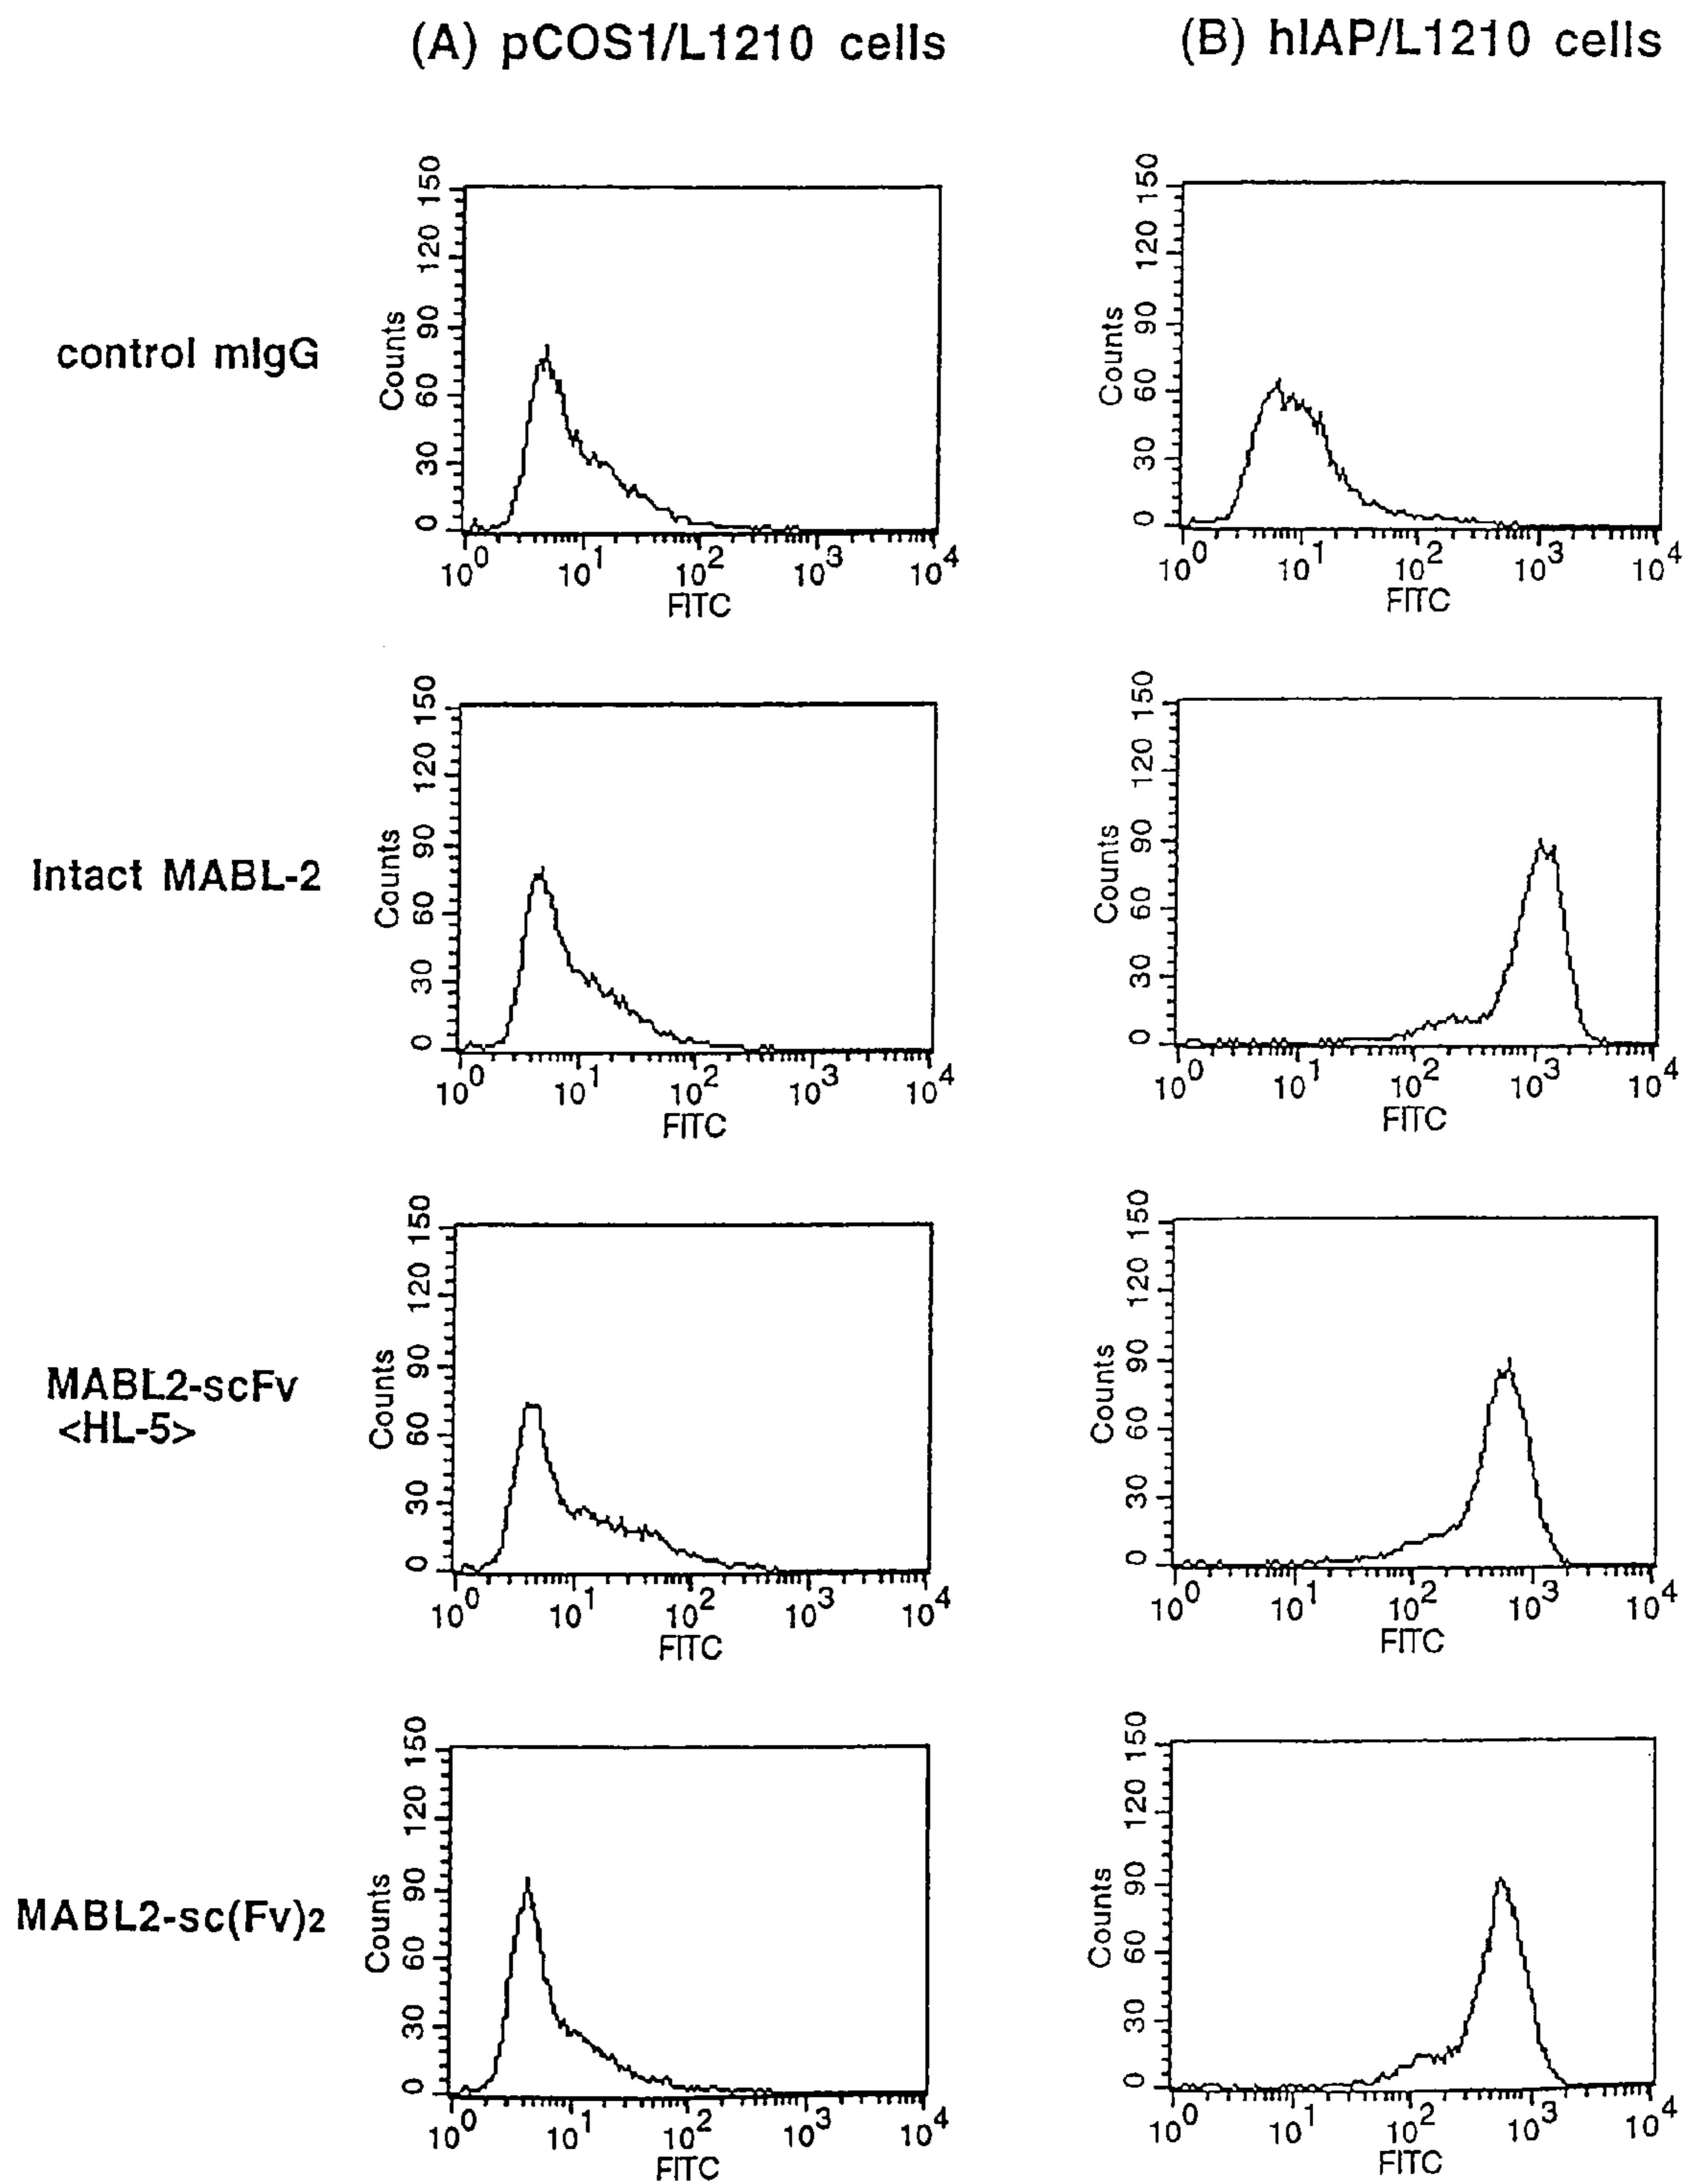 (A) pCOS1/L1210 cells
(B) hIAP/L1210 cells
control mIgG
Counts
0 30 60 90 120 150
10^0 10^1 10^2 10^3 10^4
FITC
Counts
0 30 60 90 120 150
10^0 10^1 10^2 10^3 10^4
FITC
Intact MABL-2
Counts
0 30 60 90 120 150
10^0 10^1 10^2 10^3 10^4
FITC
Counts
0 30 60 90 120 150
10^0 10^1 10^2 10^3 10^4
FITC
MABL2-scFv
<HL-5>
Counts
0 30 60 90 120 150
10^0 10^1 10^2 10^3 10^4
FITC
Counts
0 30 60 90 120 150
10^0 10^1 10^2 10^3 10^4
FITC
MABL2-sc(Fv)2
Counts
0 30 60 90 120 150
10^0 10^1 10^2 10^3 10^4
FITC
Counts
0 30 60 90 120 150
10^0 10^1 10^2 10^3 10^4
FITC